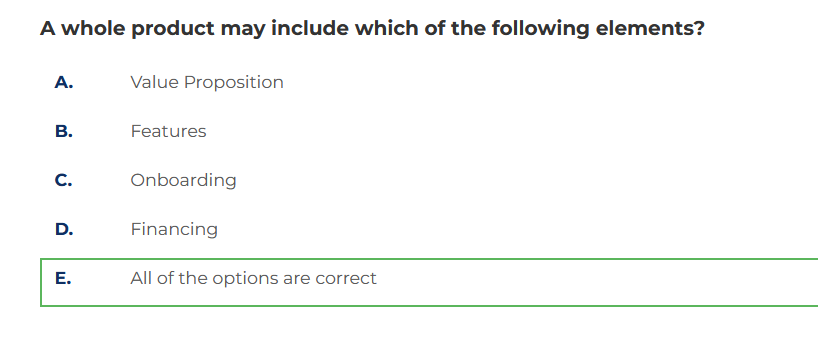 A whole product may include which of the following elements?
A. Value Proposition
B. Features
C. Onboarding
D. Financing
E. All of the options are correct